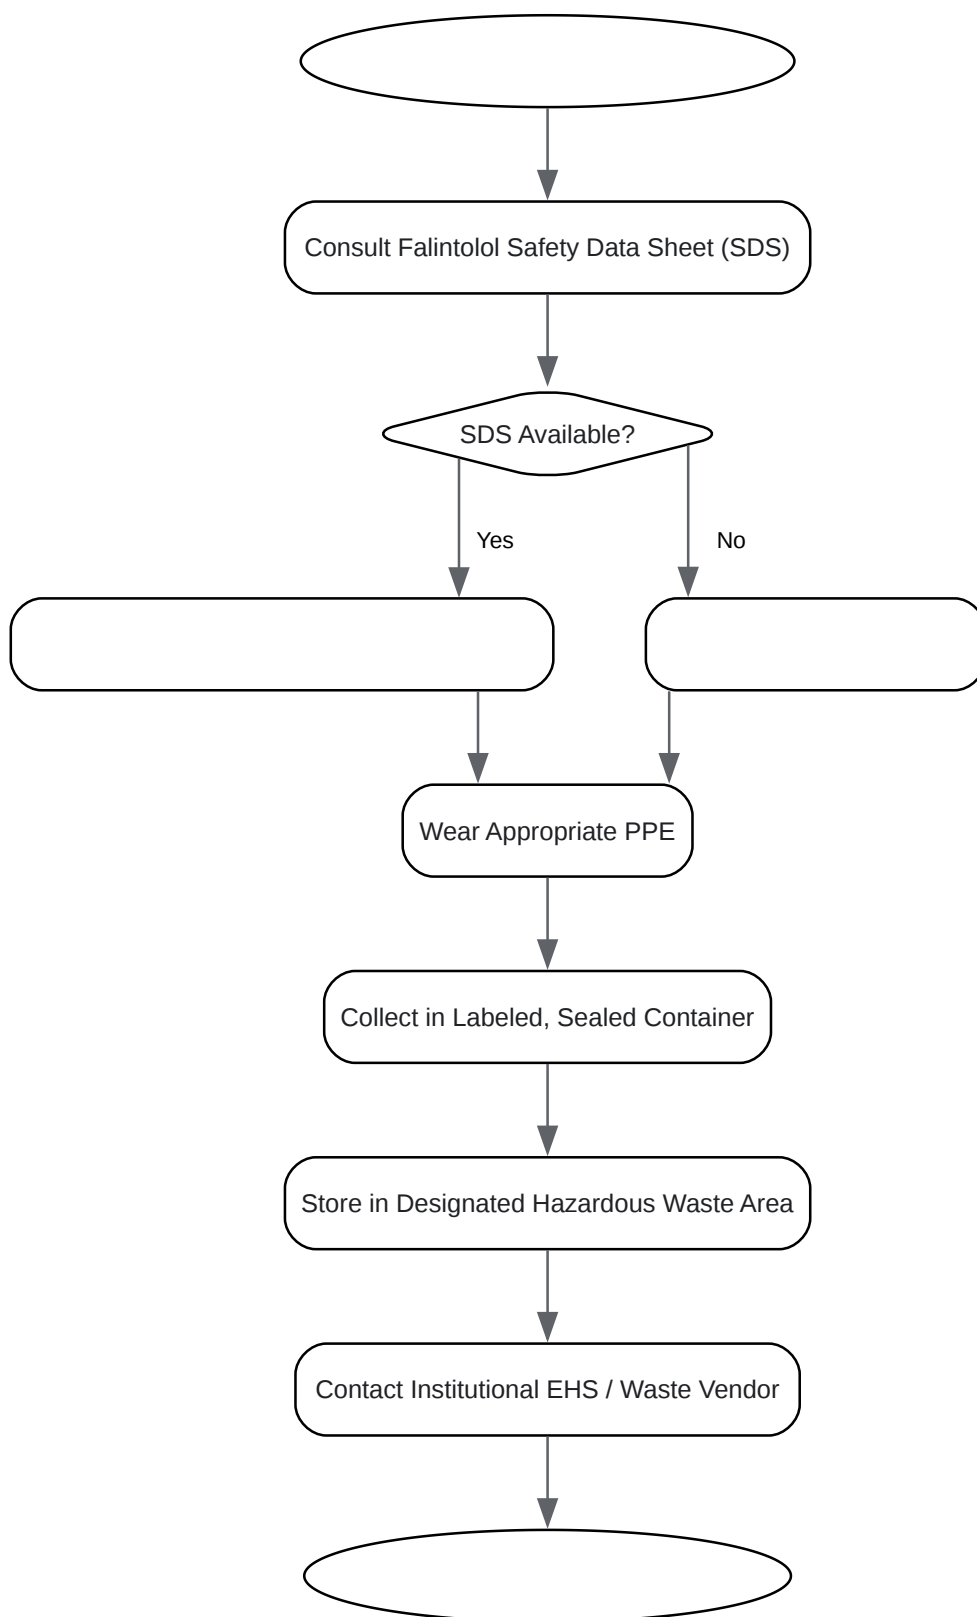 Consult Falintolol Safety Data Sheet (SDS)
SDS Available?
Yes
No
Wear Appropriate PPE
Collect in Labeled, Sealed Container
Store in Designated Hazardous Waste Area
Contact Institutional EHS / Waste Vendor